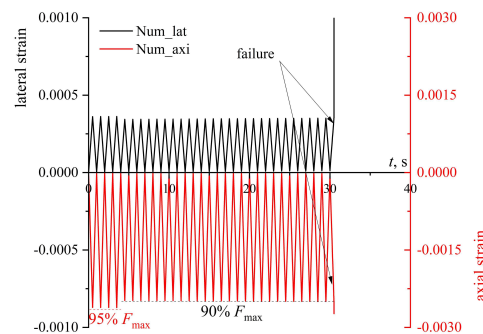 0.0010
0.0005
0.0000
-0.0005
-0.0010
lateral strain
Num_lat
Num_axi
failure
t, s
0
10
20
30
40
95% Fmax
90% Fmax
0.0030
0.0015
0.0000
-0.0015
-0.0030
axial strain